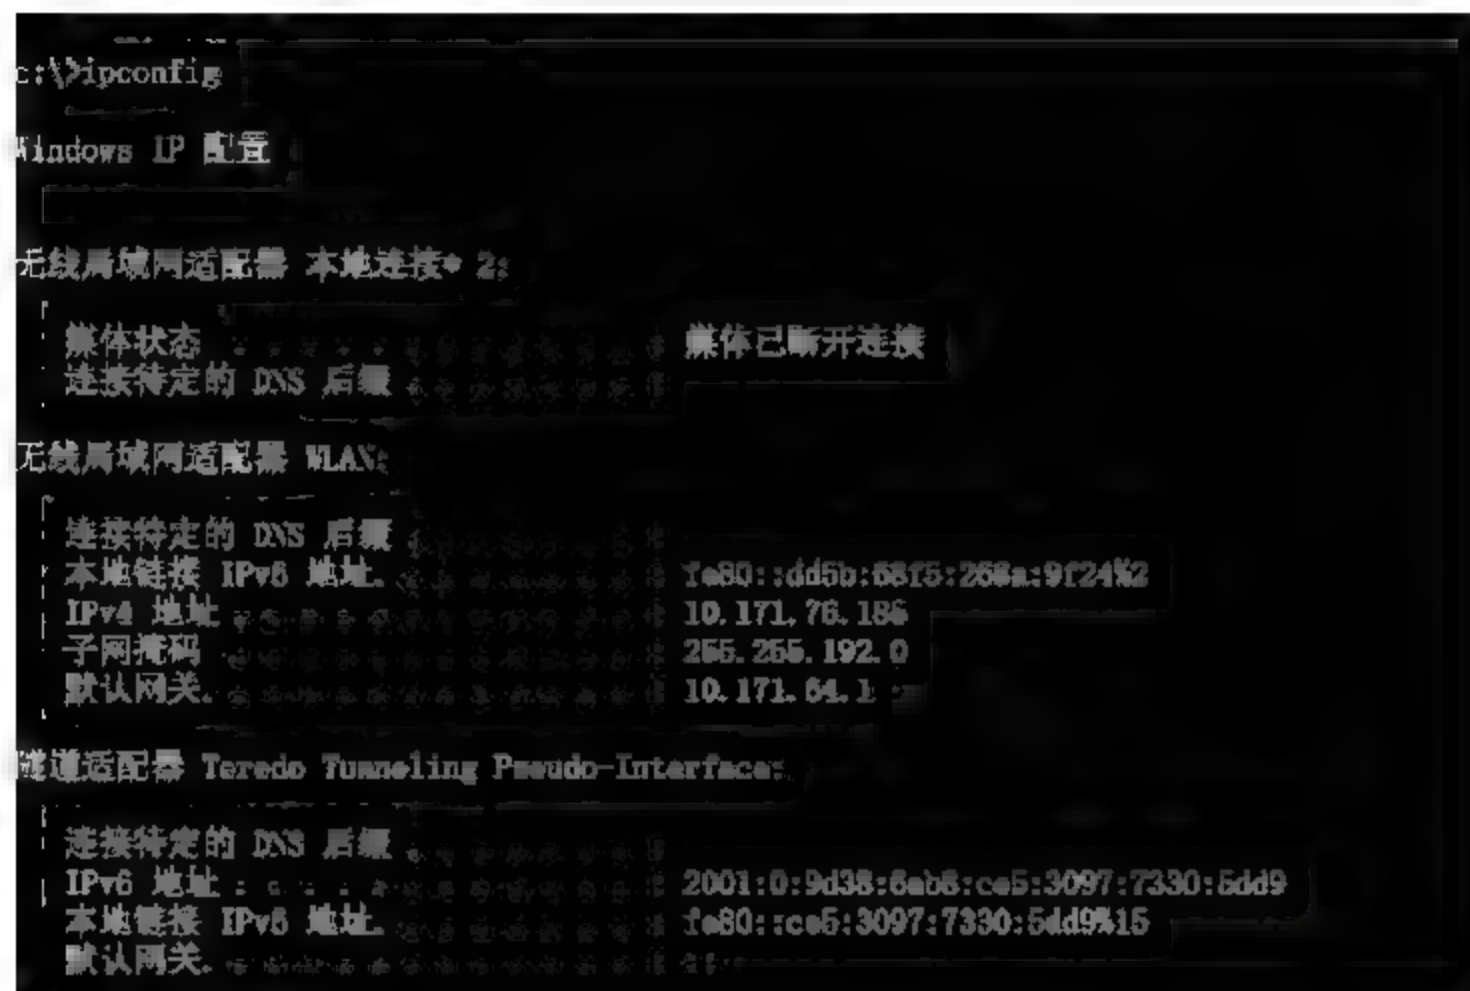 c:\>ipconfig
Windows IP 配置
无线局域网适配器 本地连接* 2:
媒体状态 . . . . . . . . . . . . : 媒体已断开连接
连接特定的 DNS 后缀 . . . . . . . :
无线局域网适配器 WLAN:
连接特定的 DNS 后缀 . . . . . . . :
本地链接 IPv6 地址. . . . . . . . : fe80::dd5b:68f5:268a:9f24%2
IPv4 地址 . . . . . . . . . . . . : 10.171.76.186
子网掩码 . . . . . . . . . . . . : 255.255.192.0
默认网关. . . . . . . . . . . . . : 10.171.64.1
隧道适配器 Teredo Tunneling Pseudo-Interface:
连接特定的 DNS 后缀 . . . . . . . :
IPv6 地址 . . . . . . . . . . . . : 2001:0:9d38:6ab8:ce5:3097:7330:5dd9
本地链接 IPv6 地址. . . . . . . . : fe80::ce5:3097:7330:5dd9%15
默认网关. . . . . . . . . . . . . :